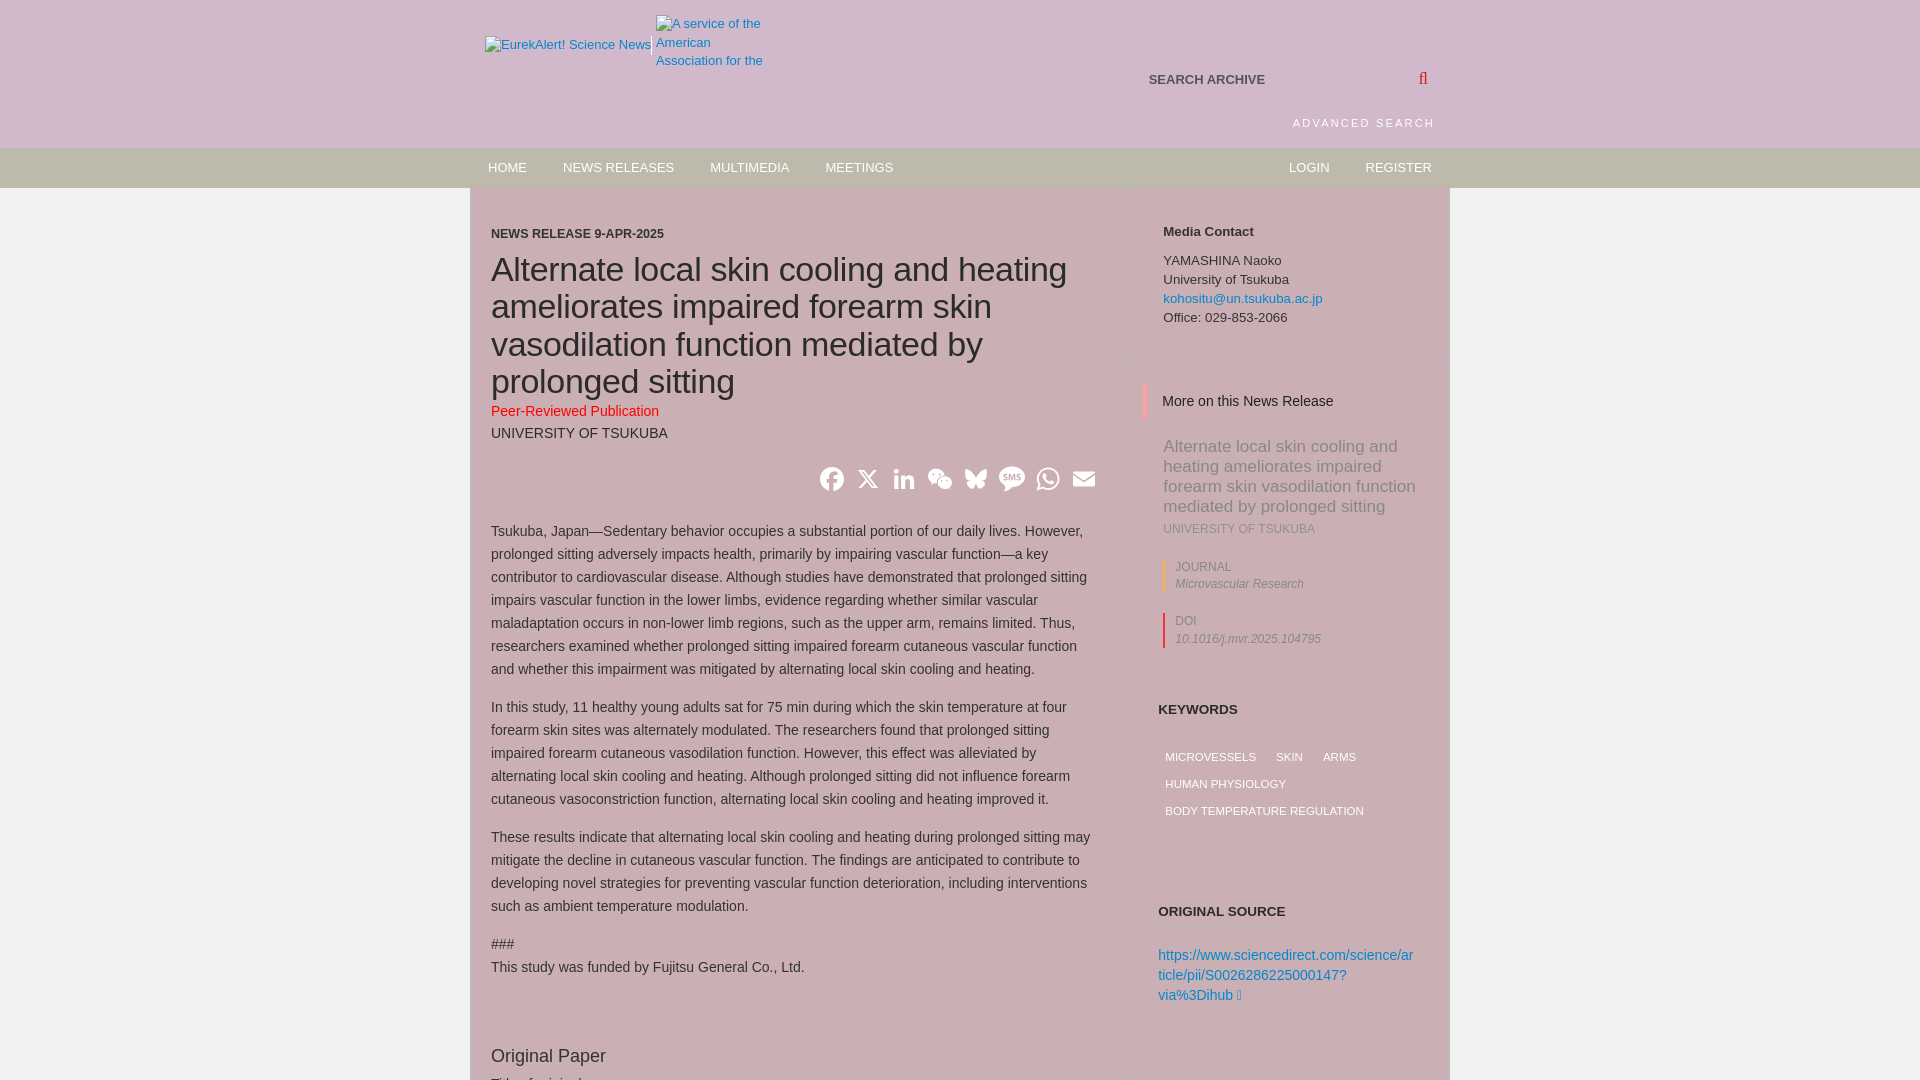 EurekAlert! Science News
A service of the
American
Association for the
SEARCH ARCHIVE
ADVANCED SEARCH
HOME NEWS RELEASES MULTIMEDIA MEETINGS LOGIN REGISTER
NEWS RELEASE 9-APR-2025
Alternate local skin cooling and heating
ameliorates impaired forearm skin
vasodilation function mediated by
prolonged sitting
Peer-Reviewed Publication
UNIVERSITY OF TSUKUBA
SMS
Tsukuba, Japan—Sedentary behavior occupies a substantial portion of our daily lives. However,
prolonged sitting adversely impacts health, primarily by impairing vascular function—a key
contributor to cardiovascular disease. Although studies have demonstrated that prolonged sitting
impairs vascular function in the lower limbs, evidence regarding whether similar vascular
maladaptation occurs in non-lower limb regions, such as the upper arm, remains limited. Thus,
researchers examined whether prolonged sitting impaired forearm cutaneous vascular function
and whether this impairment was mitigated by alternating local skin cooling and heating.
In this study, 11 healthy young adults sat for 75 min during which the skin temperature at four
forearm skin sites was alternately modulated. The researchers found that prolonged sitting
impaired forearm cutaneous vasodilation function. However, this effect was alleviated by
alternating local skin cooling and heating. Although prolonged sitting did not influence forearm
cutaneous vasoconstriction function, alternating local skin cooling and heating improved it.
These results indicate that alternating local skin cooling and heating during prolonged sitting may
mitigate the decline in cutaneous vascular function. The findings are anticipated to contribute to
developing novel strategies for preventing vascular function deterioration, including interventions
such as ambient temperature modulation.
###
This study was funded by Fujitsu General Co., Ltd.
Original Paper
Media Contact
YAMASHINA Naoko
University of Tsukuba
kohositu@un.tsukuba.ac.jp
Office: 029-853-2066
More on this News Release
Alternate local skin cooling and
heating ameliorates impaired
forearm skin vasodilation function
mediated by prolonged sitting
UNIVERSITY OF TSUKUBA
JOURNAL
Microvascular Research
DOI
10.1016/j.mvr.2025.104795
KEYWORDS
MICROVESSELS SKIN ARMS
HUMAN PHYSIOLOGY
BODY TEMPERATURE REGULATION
ORIGINAL SOURCE
https://www.sciencedirect.com/science/ar
ticle/pii/S0026286225000147?
via%3Dihub